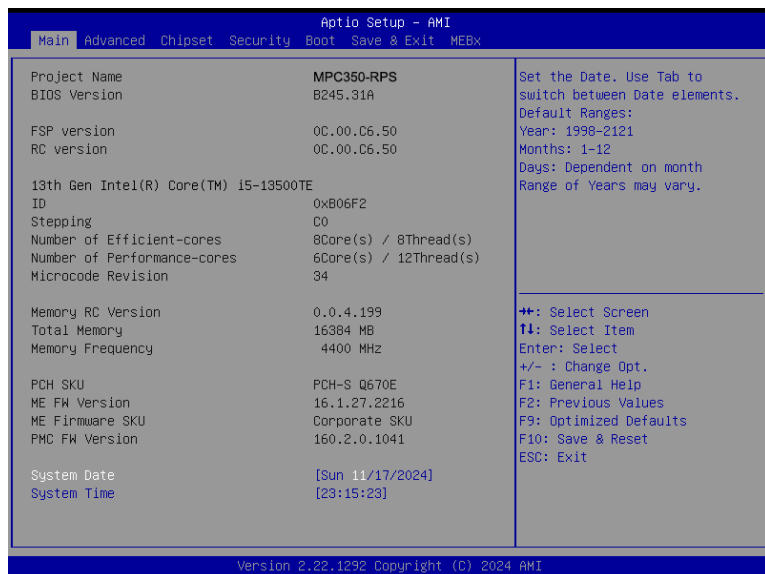 Aptio Setup – AMI
Main Advanced Chipset Security Boot Save & Exit MEBx
Project Name MPC350-RPS
BIOS Version B245.31A
FSP version 0C.00.C6.50
RC version 0C.00.C6.50
13th Gen Intel(R) Core(TM) i5-13500TE
ID 0xB06F2
Stepping C0
Number of Efficient-cores 8Core(s) / 8Thread(s)
Number of Performance-cores 6Core(s) / 12Thread(s)
Microcode Revision 34
Memory RC Version 0.0.4.199
Total Memory 16384 MB
Memory Frequency 4400 MHz
PCH SKU PCH-S Q670E
ME FW Version 16.1.27.2216
ME Firmware SKU Corporate SKU
PMC FW Version 160.2.0.1041
System Date [Sun 11/17/2024]
System Time [23:15:23]
Set the Date. Use Tab to
switch between Date elements.
Default Ranges:
Year: 1998-2121
Months: 1-12
Days: Dependent on month
Range of Years may vary.
→←: Select Screen
↑↓: Select Item
Enter: Select
+/- : Change Opt.
F1: General Help
F2: Previous Values
F9: Optimized Defaults
F10: Save & Reset
ESC: Exit
Version 2.22.1292 Copyright (C) 2024 AMI